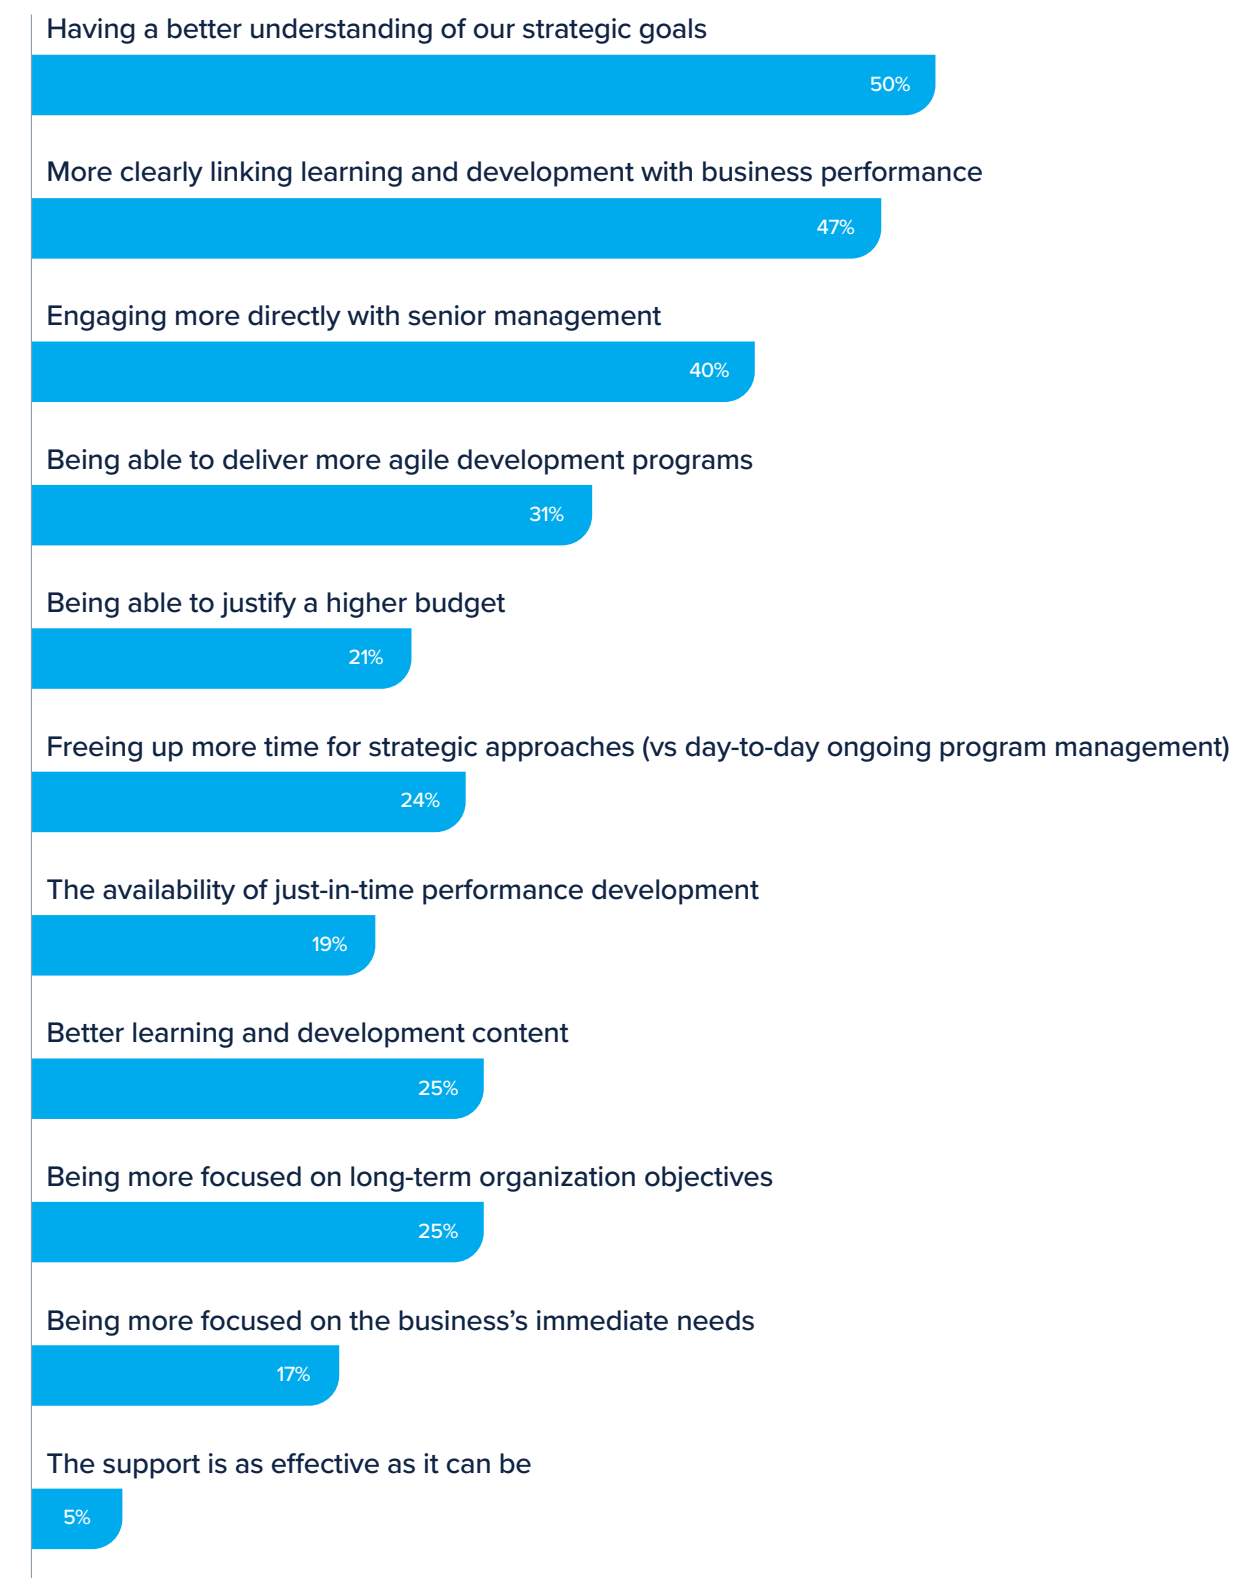 Having a better understanding of our strategic goals
50%
More clearly linking learning and development with business performance
47%
Engaging more directly with senior management
40%
Being able to deliver more agile development programs
31%
Being able to justify a higher budget
21%
Freeing up more time for strategic approaches (vs day-to-day ongoing program management)
24%
The availability of just-in-time performance development
19%
Better learning and development content
25%
Being more focused on long-term organization objectives
25%
Being more focused on the business’s immediate needs
17%
The support is as effective as it can be
5%